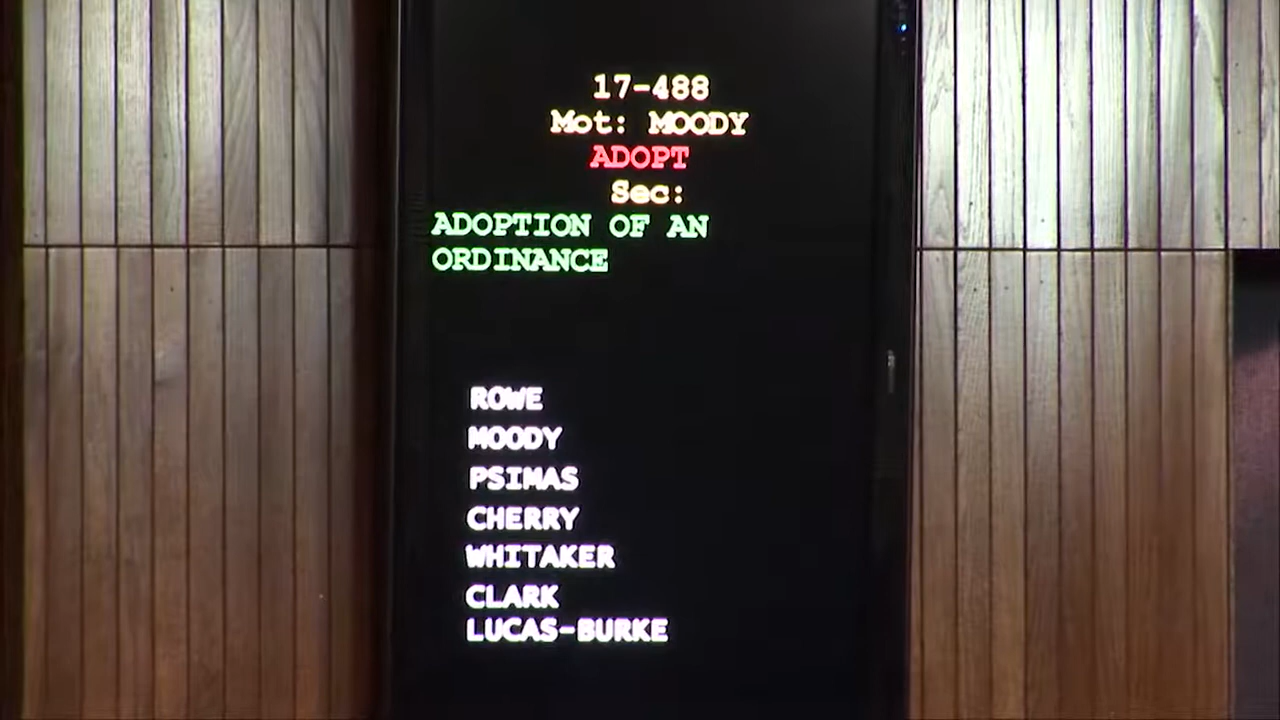 17-488
Mot: MOODY
ADOPT
Sec:
ADOPTION OF AN
ORDINANCE
ROWE
MOODY
PSIMAS
CHERRY
WHITAKER
CLARK
LUCAS-BURKE